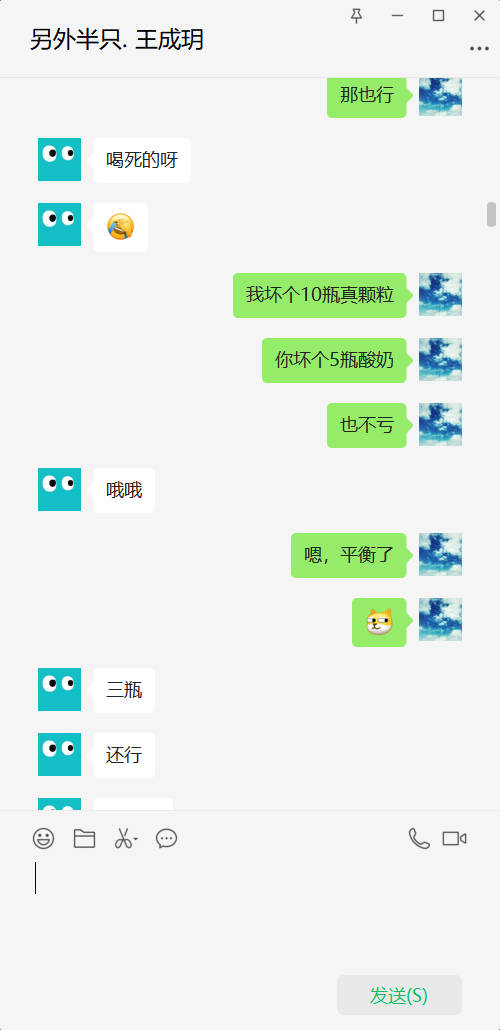 另外半只. 王成玥
那也行
喝死的呀
我坏个10瓶真颗粒
你坏个5瓶酸奶
也不亏
哦哦
嗯，平衡了
三瓶
还行
发送(S)